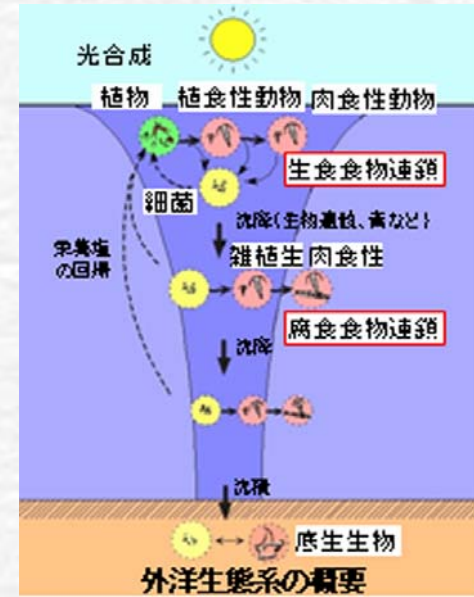 光合成
植物 植食性動物 肉食性動物
生食食物連鎖
細菌
沈降(生物遺骸、糞など)
栄養塩
の回帰
雑植生 肉食性
腐食食物連鎖
沈降
沈積
底生生物
外洋生態系の概要